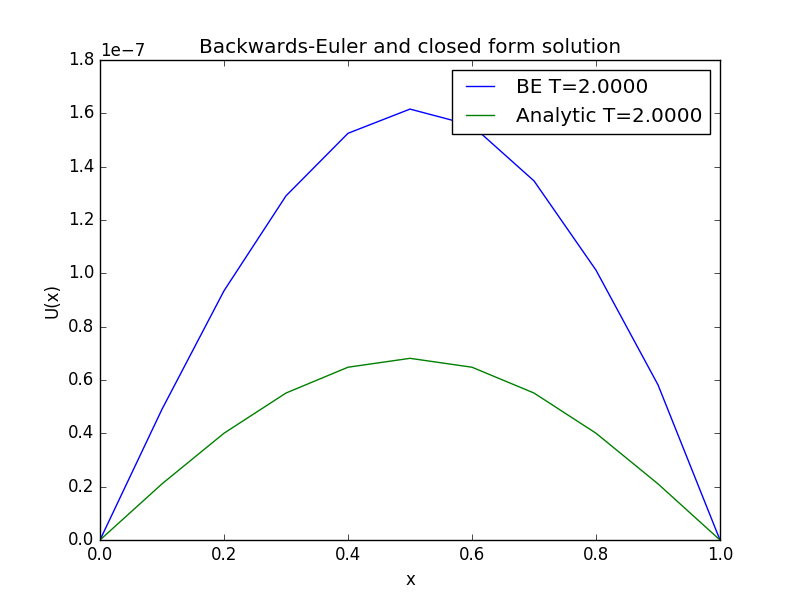 Backwards-Euler and closed form solution
1e−7
BE T=2.0000
Analytic T=2.0000
1.8
1.6
1.4
1.2
1.0
0.8
0.6
0.4
0.2
0.0
U(x)
0.0 0.2 0.4 0.6 0.8 1.0
x